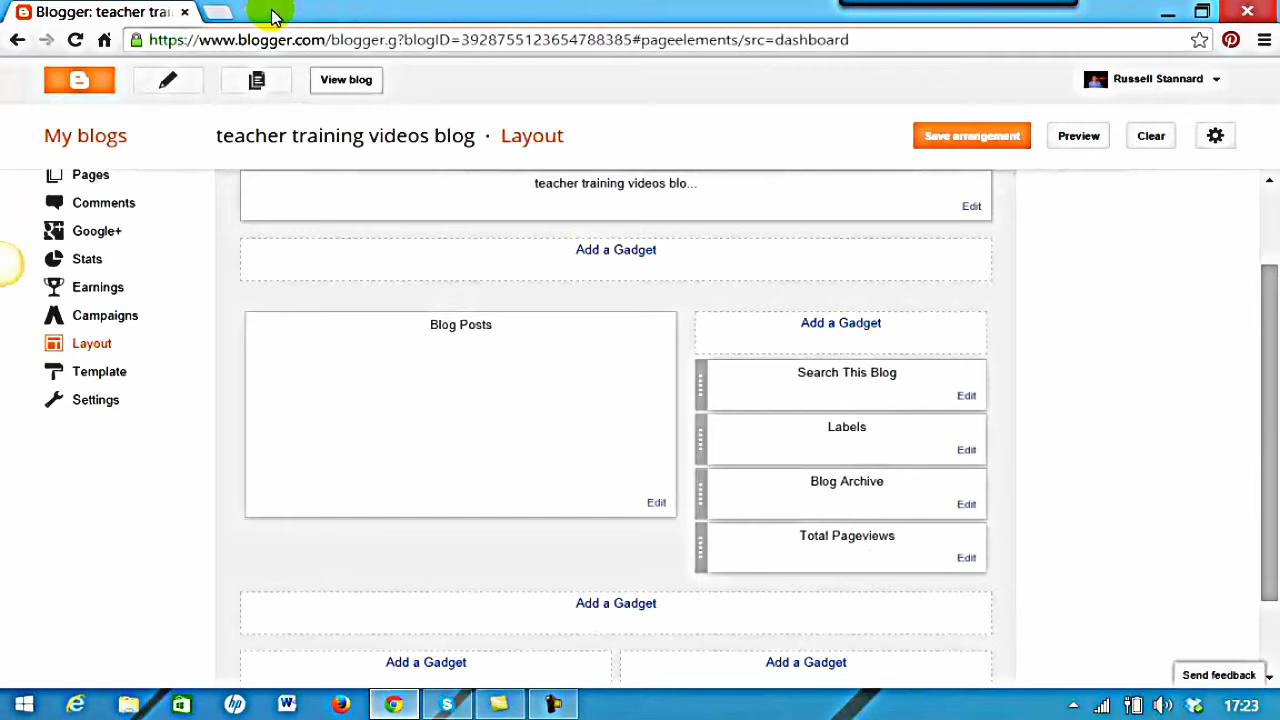 Blogger: teacher trai
https://www.blogger.com/blogger.g?blogID=3928755123654788385#pageelements/src=dashboard
View blog
Russell Stannard
My blogs
teacher training videos blog · Layout
Save arrangement
Preview
Clear
Pages
Comments
Google+
Stats
Earnings
Campaigns
Layout
Template
Settings
teacher training videos blo...
Edit
Add a Gadget
Blog Posts
Edit
Add a Gadget
Search This Blog
Edit
Labels
Edit
Blog Archive
Edit
Total Pageviews
Edit
Add a Gadget
Add a Gadget
Add a Gadget
Send feedback
17:23